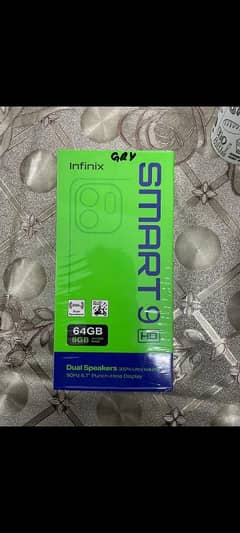 GRY
Infinix
SMART 9
HD
64GB
6GB
Dual Speakers
90Hz 6.7" Punch-Hole Display